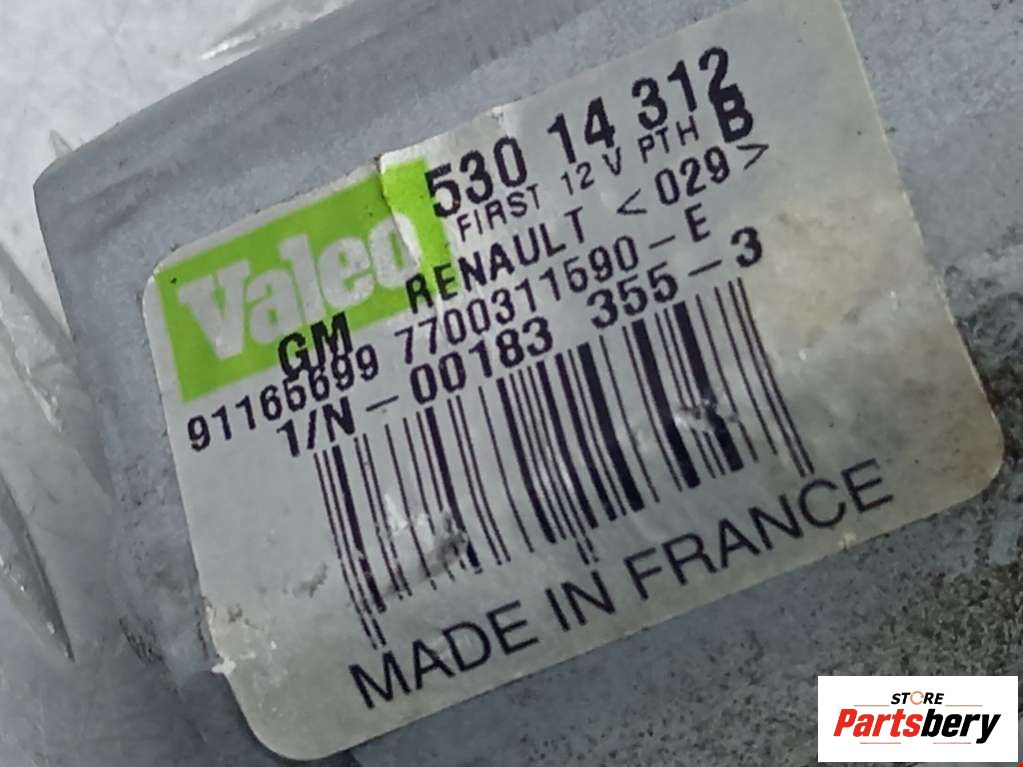 Valeo
530 14 312
FIRST 12 V PTH B
GM RENAULT <029>
91165699 7700311590-E
1/N-00183 355-3
MADE IN FRANCE
STORE
Partsbery